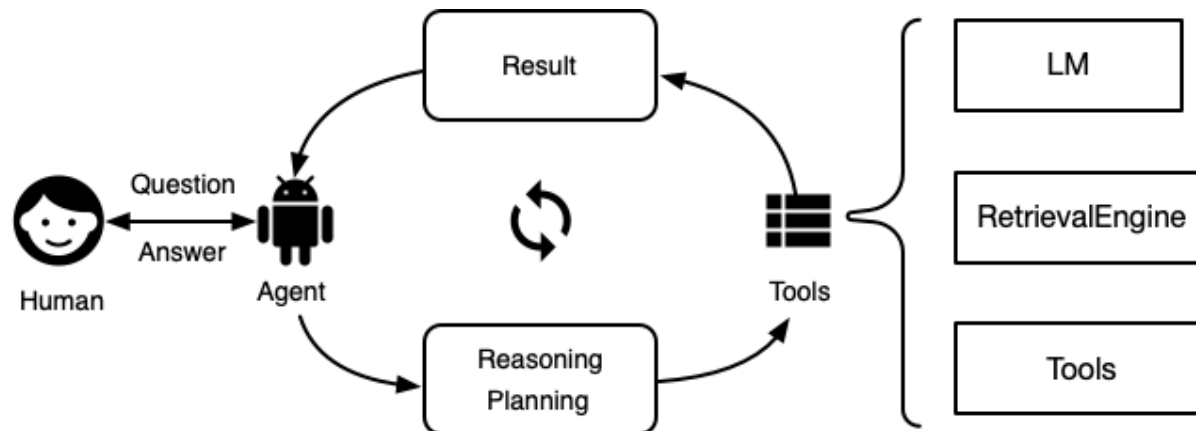 Result
LM
Question
Answer
RetrievalEngine
Human
Agent
Tools
Reasoning
Planning
Tools